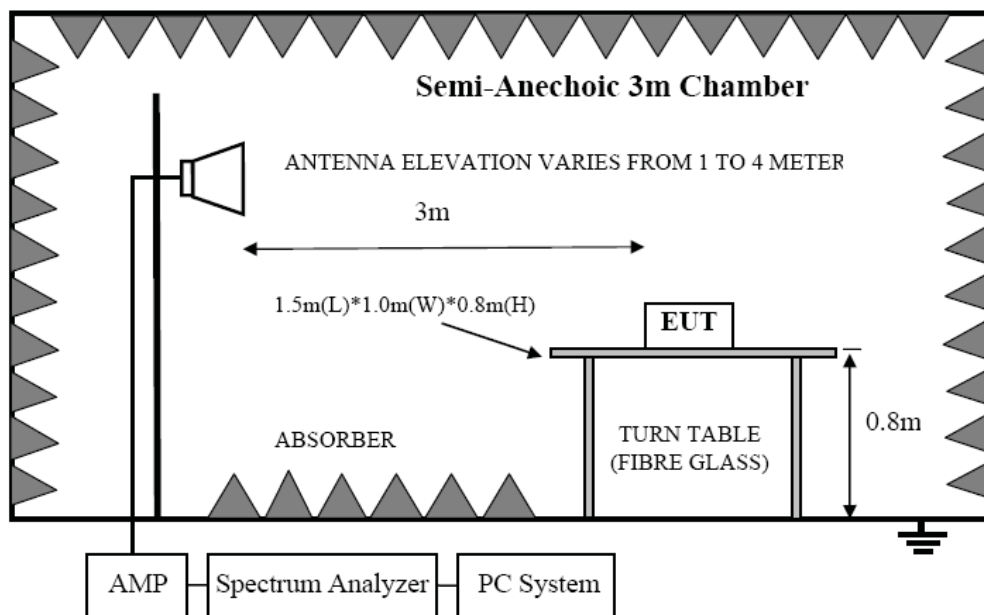 Semi-Anechoic 3m Chamber
ANTENNA ELEVATION VARIES FROM 1 TO 4 METER
3m
1.5m(L)*1.0m(W)*0.8m(H)
EUT
0.8m
ABSORBER
TURN TABLE
(FIBRE GLASS)
AMP
Spectrum Analyzer
PC System